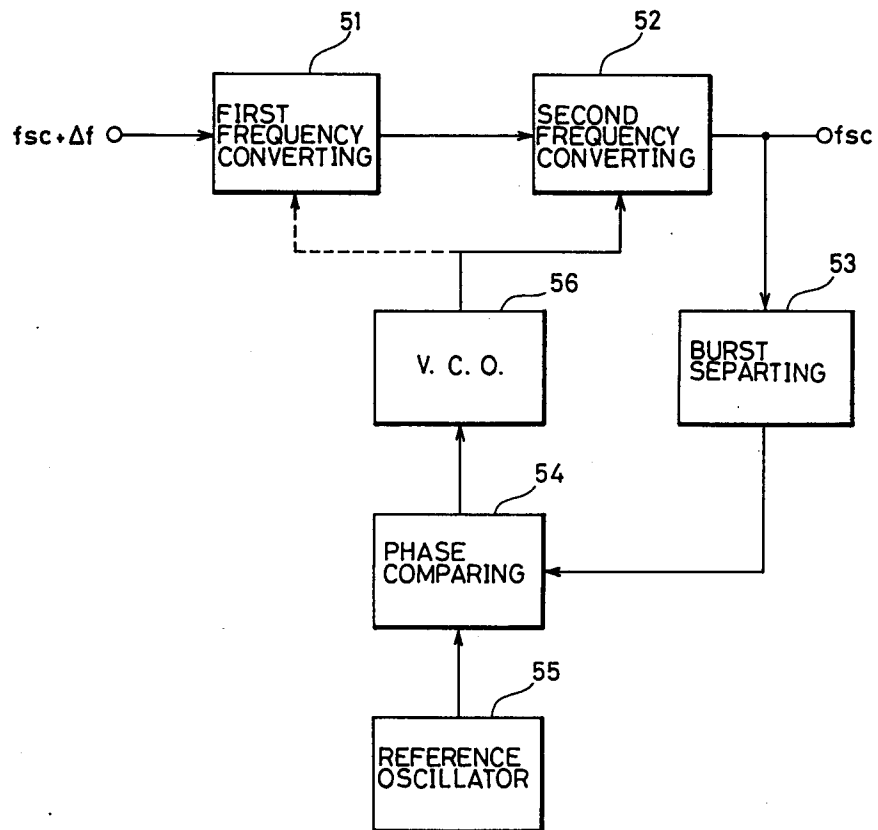 51
52
FIRST
FREQUENCY
CONVERTING
SECOND
FREQUENCY
CONVERTING
fsc+Δf
fsc
56
53
V. C. O.
BURST
SEPARTING
54
PHASE
COMPARING
55
REFERENCE
OSCILLATOR